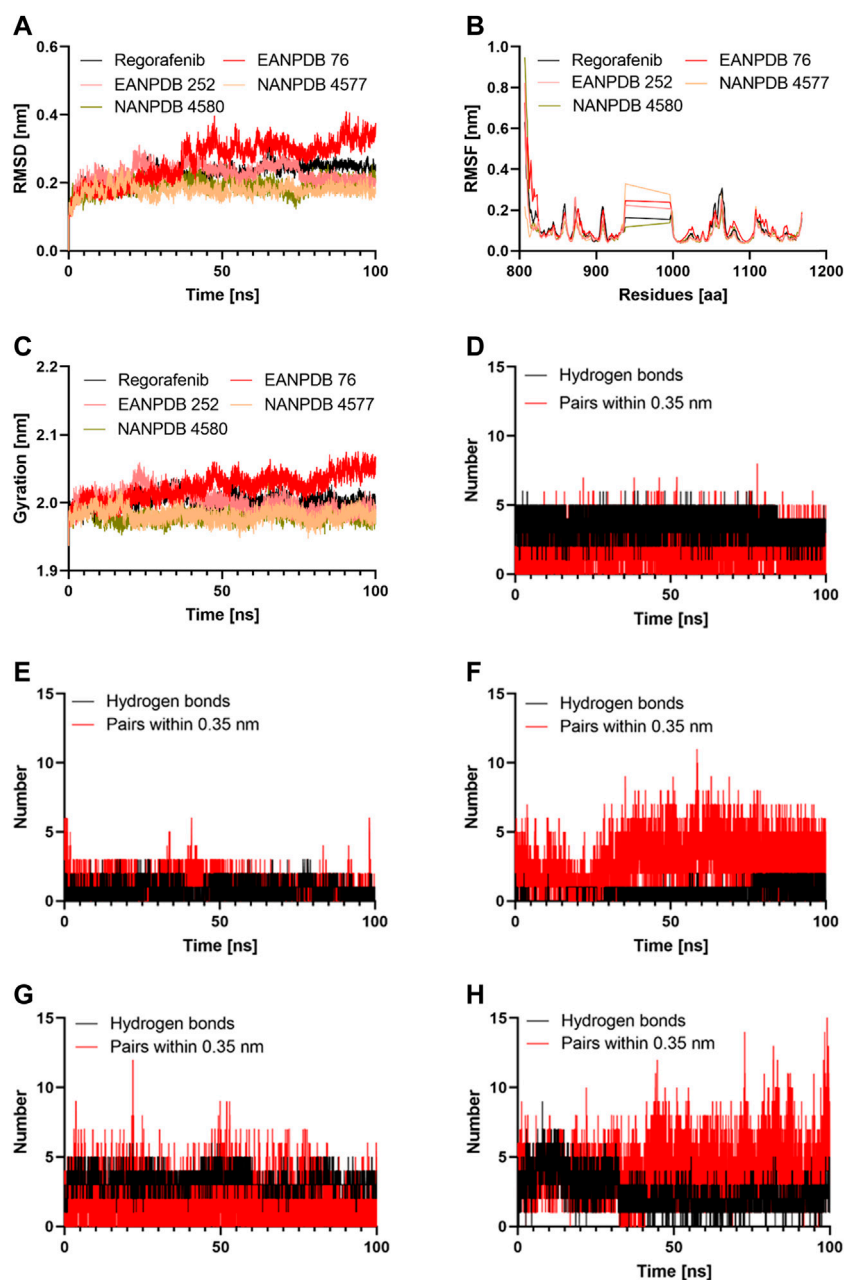 A
RMSD [nm]
0.6
0.4
0.2
0.0
Regorafenib
EANPDB 76
EANPDB 252
NANPDB 4577
NANPDB 4580
0
50
100
Time [ns]
B
RMSF [nm]
1.0
0.8
0.6
0.4
0.2
0.0
Regorafenib
EANPDB 76
EANPDB 252
NANPDB 4577
NANPDB 4580
800
900
1000
1100
1200
Residues [aa]
C
Gyration [nm]
2.2
2.1
2.0
1.9
Regorafenib
EANPDB 76
EANPDB 252
NANPDB 4577
NANPDB 4580
0
50
100
Time [ns]
D
Number
15
10
5
0
Hydrogen bonds
Pairs within 0.35 nm
0
50
100
Time [ns]
E
Number
15
10
5
0
Hydrogen bonds
Pairs within 0.35 nm
0
50
100
Time [ns]
F
Number
15
10
5
0
Hydrogen bonds
Pairs within 0.35 nm
0
50
100
Time [ns]
G
Number
15
10
5
0
Hydrogen bonds
Pairs within 0.35 nm
0
50
100
Time [ns]
H
Number
15
10
5
0
Hydrogen bonds
Pairs within 0.35 nm
0
50
100
Time [ns]